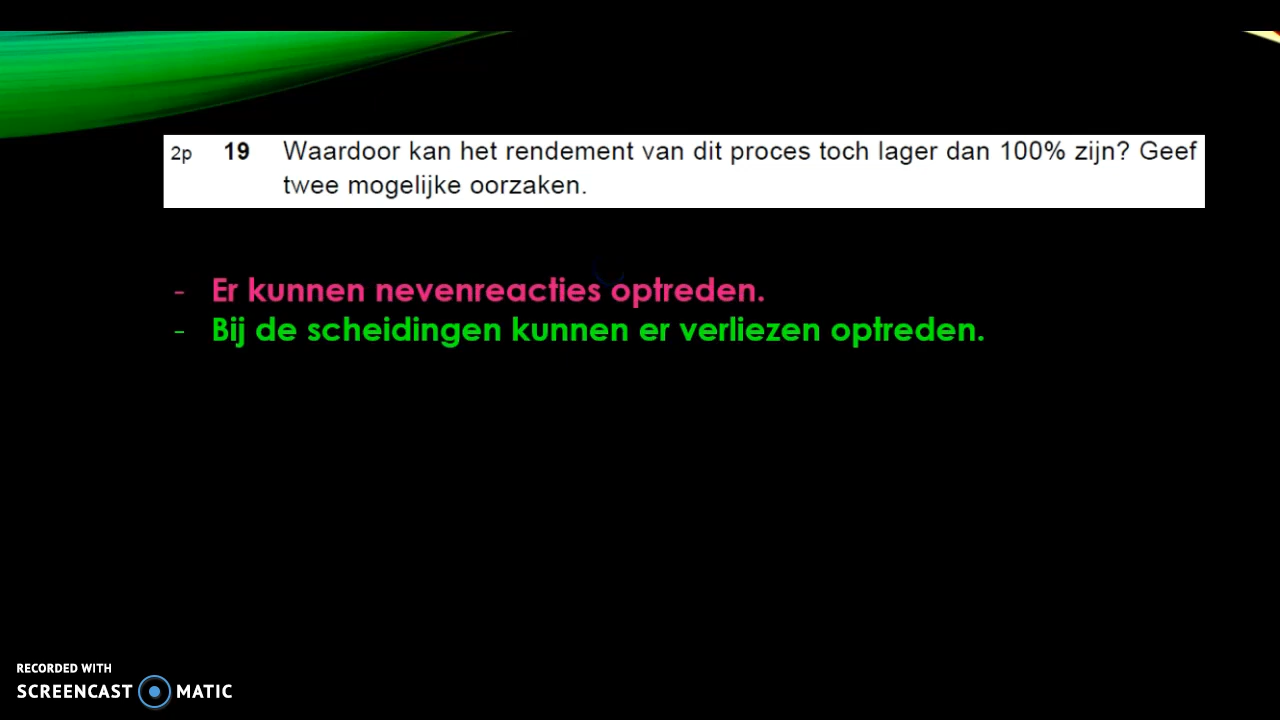 2p 19 Waardoor kan het rendement van dit proces toch lager dan 100% zijn? Geef
twee mogelijke oorzaken.
- Er kunnen nevenreacties optreden.
- Bij de scheidingen kunnen er verliezen optreden.
RECORDED WITH
SCREENCAST MATIC